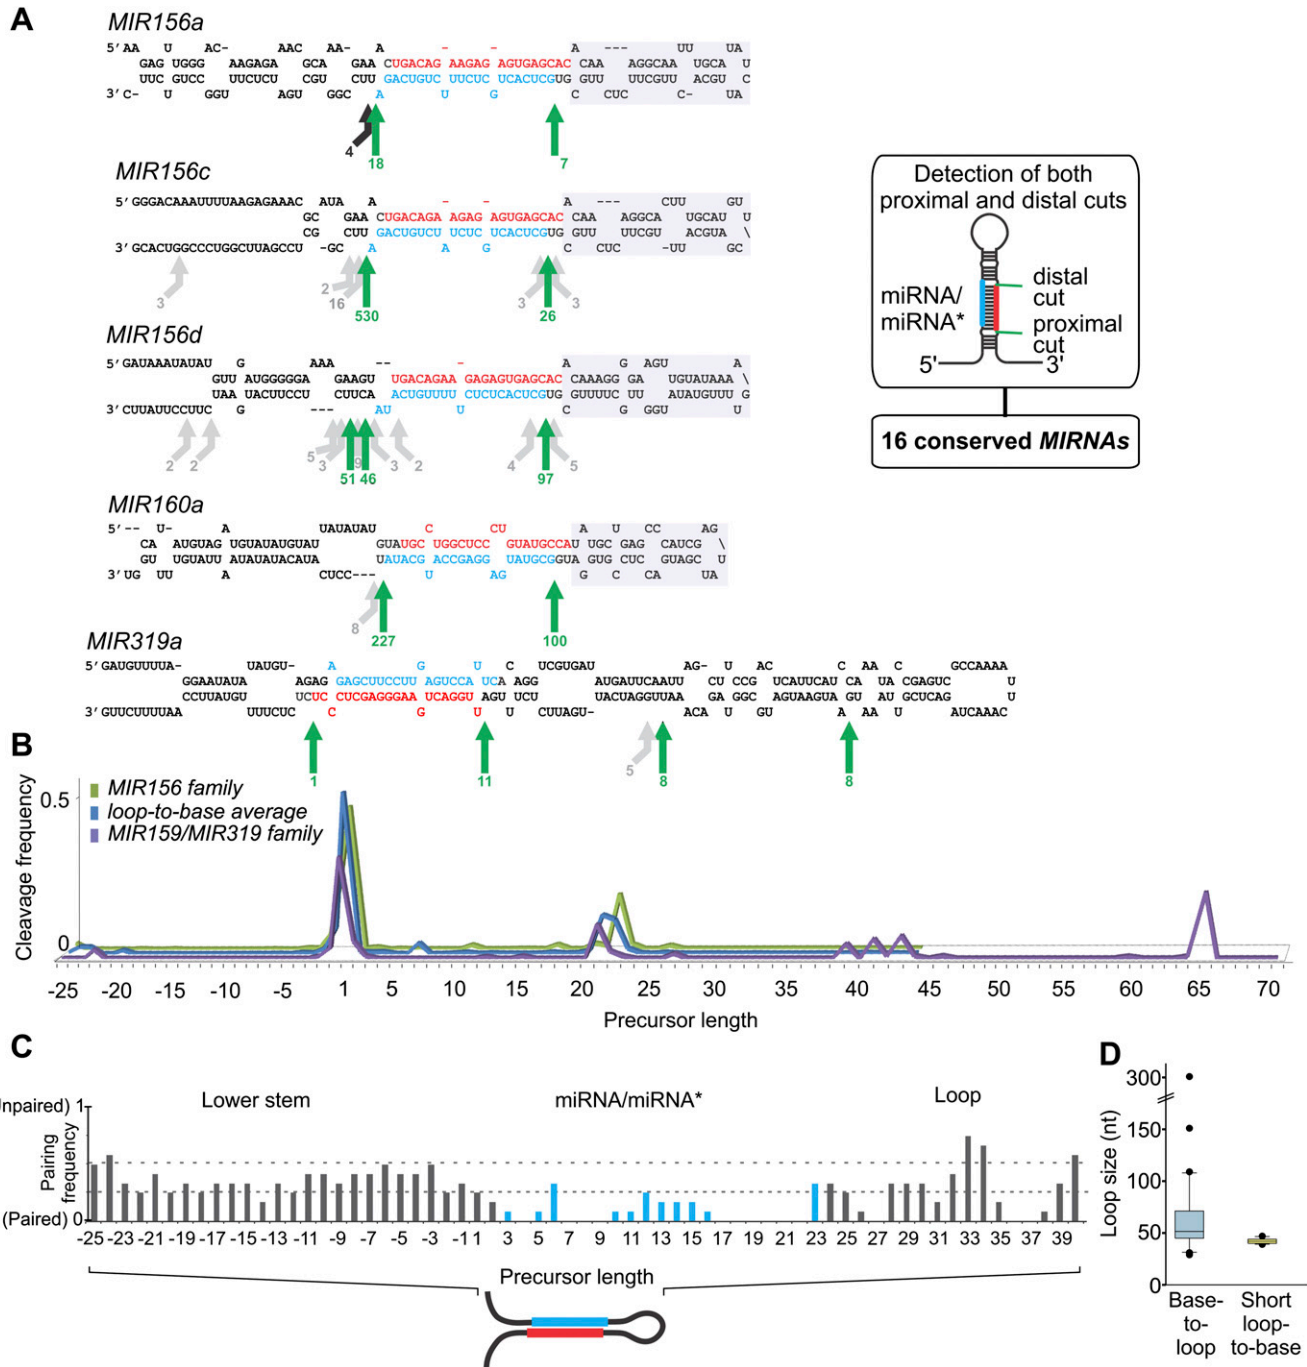 A
MIR156a
5′ AA U AC- AAC AA- A - - A --- UU UA
GAG UGGG AAGAGA GCA GAA CUGACAG AAGAG AGUGAGCAC CAA AGGCAA UGCA U
UUC GUCC UUCUCU CGU CUU GACUGUC UUCUC UCACUCGUG GUU UUCGUU ACGU C
3′ C- U GGU AGU GGC A U G C CUC C- UA
4
18
7
MIR156c
5′ GGGACAAAUUUUAAGAGAAAC AUA A - - A --- CUU GU
GC GAA CUGACAGA AGAG AGUGAGCAC CAA AGGCA UGCAU U
CG CUU GACUGUCU UCUC UCACUCGUG GUU UUCGU ACGUA \
3′ GCACUGGCCCUGGCUUAGCCU -GC A A G C CUC -UU GC
3
2
16
530
3
26
3
MIR156d
5′ GAUAAAUAUAU G AAA -- - A G AGU A
GUU AUGGGGGA GAAGU UGACAGAA GAGAGUGAGCAC CAAAGG GA UGUAUAAA \
UAA UACUUCCU CUUCA ACUGUUUU CUCUCACUCGUG GUUUUC UU AUAUGUUU G
3′ CUUAUUCCUUC G --- AU U C G GGU U
2
2
5
3
51
9
46
3
2
4
97
5
MIR160a
5′ -- U- A UAUAUAU C CU A U CC AG
CA AUGUAG UGUAUAUGUAU GUAUGC UGGCUCC GUAUGCCAU UGC GAG CAUCG \
GU UGUAUU AUAUAUACAUA UAUACG ACCGAGG UAUGCGGUA GUG CUC GUAGC U
3′ UG UU A CUCC--- U AG G C CA UA
8
227
100
MIR319a
5′ GAUGUUUUA- UAUGU- A G U C UCGUGAU AG- U AC C AA C GCCAAAA
GGAAUAUA AGAG GAGCUUCCUU AGUCCA UCA AGG AUGAUUCAAUU CU CCG UCAUUCAU CA UA CGAGUC U
CCUUAUGU UCUC CUCGAGGGAA UCAGGU AGU UCU UACUAGGUUAA GA GGC AGUAAGUA GU AU GCUCAG U
3′ GUUCUUUUAA UUUCUC C G U U CUUAGU- ACA U GU A AA U AUCAAAC
1
11
5
8
8
Detection of both
proximal and distal cuts
miRNA/
miRNA*
distal
cut
proximal
cut
5' 3'
16 conserved MIRNAs
B
MIR156 family
loop-to-base average
MIR159/MIR319 family
Cleavage frequency
0.5
0
-25 -20 -15 -10 -5 1 5 10 15 20 25 30 35 40 45 50 55 60 65 70
Precursor length
C
Lower stem miRNA/miRNA* Loop
Unpaired) 1
Pairing
frequency
(Paired) 0
-25 -23 -21 -19 -17 -15 -13 -11 -9 -7 -5 -3 -1 1 3 5 7 9 11 13 15 17 19 21 23 25 27 29 31 33 35 37 39
Precursor length
D
Loop size (nt)
300
150
100
50
0
Base-
to-
loop
Short
loop-
to-base